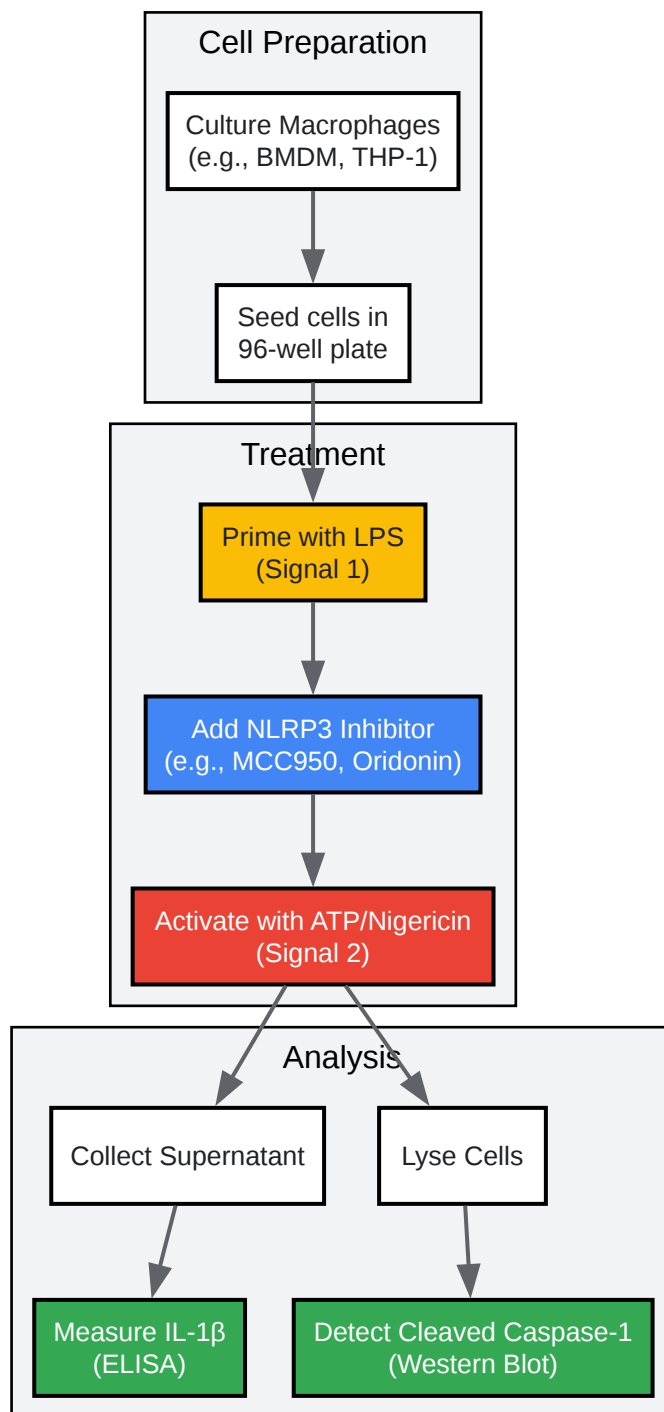 Cell Preparation
Culture Macrophages
(e.g., BMDM, THP-1)
Seed cells in
96-well plate
Treatment
Prime with LPS
(Signal 1)
Add NLRP3 Inhibitor
(e.g., MCC950, Oridonin)
Activate with ATP/Nigericin
(Signal 2)
Analysis
Collect Supernatant
Lyse Cells
Measure IL-1β
(ELISA)
Detect Cleaved Caspase-1
(Western Blot)